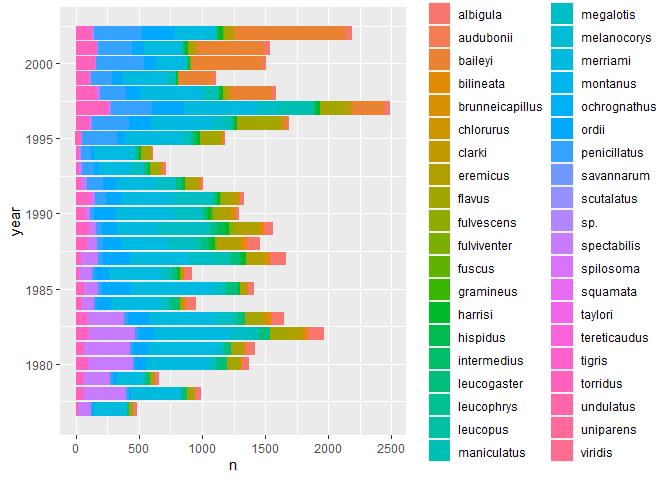 year
2000
1995
1990
1985
1980
0
500
1000
1500
2000
2500
n
albigula
audubonii
baileyi
bilineata
brunneicapillus
chlorurus
clarki
eremicus
flavus
fulvescens
fulviventer
fuscus
gramineus
harrisi
hispidus
intermedius
leucogaster
leucophrys
leucopus
maniculatus
megalotis
melanocorys
merriami
montanus
ochrognathus
ordii
penicillatus
savannarum
scutalatus
sp.
spectabilis
spilosoma
squamata
taylori
tereticaudus
tigris
torridus
undulatus
uniparens
viridis